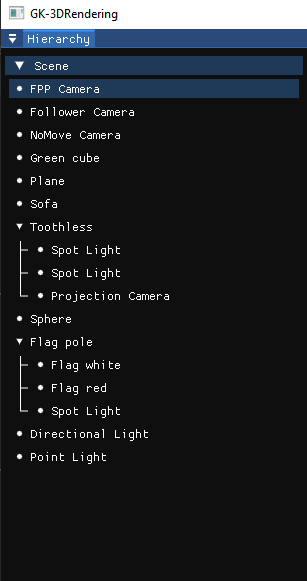 GK-3DRendering
Hierarchy
Scene
FPP Camera
Follower Camera
NoMove Camera
Green cube
Plane
Sofa
Toothless
Spot Light
Spot Light
Projection Camera
Sphere
Flag pole
Flag white
Flag red
Spot Light
Directional Light
Point Light